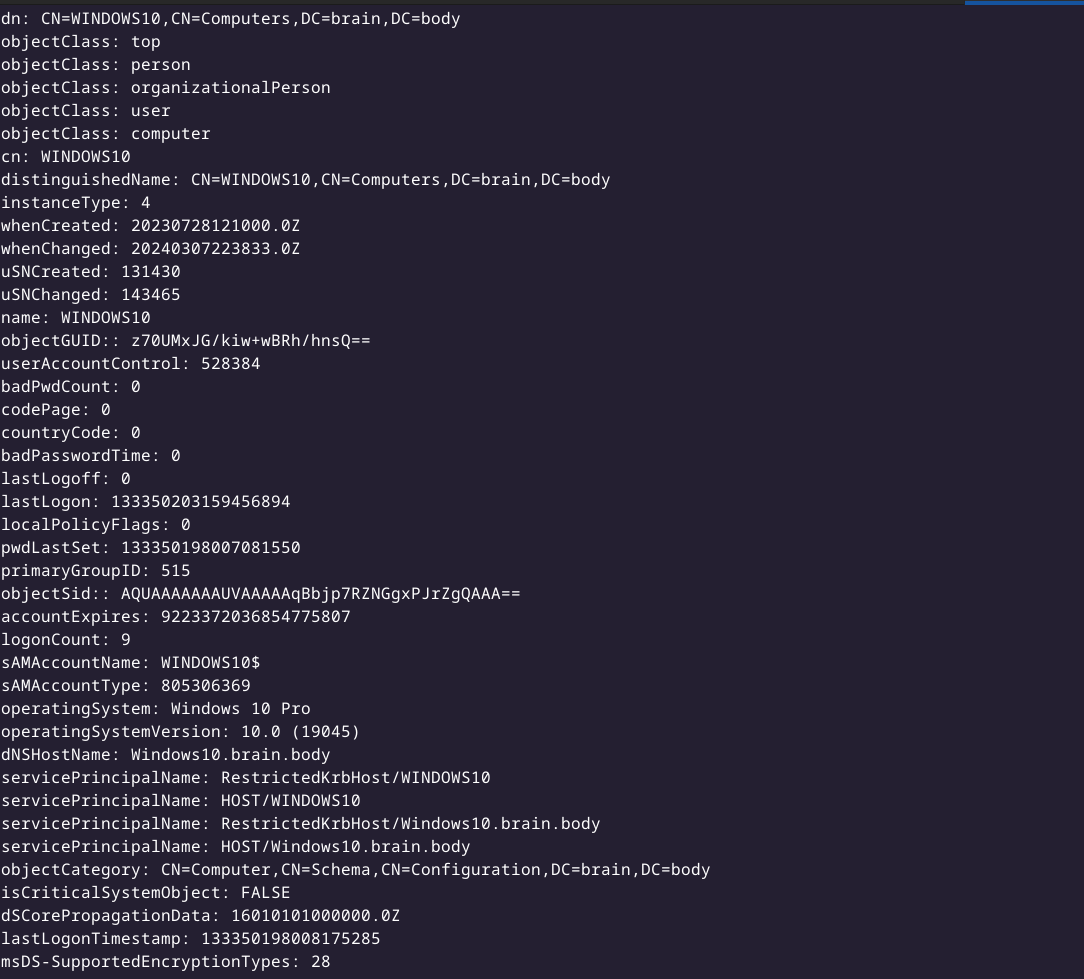 dn: CN=WINDOWS10,CN=Computers,DC=brain,DC=body
objectClass: top
objectClass: person
objectClass: organizationalPerson
objectClass: user
objectClass: computer
cn: WINDOWS10
distinguishedName: CN=WINDOWS10,CN=Computers,DC=brain,DC=body
instanceType: 4
whenCreated: 20230728121000.0Z
whenChanged: 20240307223833.0Z
uSNCreated: 131430
uSNChanged: 143465
name: WINDOWS10
objectGUID:: z70UMxJG/kiw+wBRh/hnsQ==
userAccountControl: 528384
badPwdCount: 0
codePage: 0
countryCode: 0
badPasswordTime: 0
lastLogoff: 0
lastLogon: 133350203159456894
localPolicyFlags: 0
pwdLastSet: 133350198007081550
primaryGroupID: 515
objectSid:: AQUAAAAAAAUVAAAAAqBbjp7RZNGgxPJrZgQAAA==
accountExpires: 9223372036854775807
logonCount: 9
sAMAccountName: WINDOWS10$
sAMAccountType: 805306369
operatingSystem: Windows 10 Pro
operatingSystemVersion: 10.0 (19045)
dNSHostName: Windows10.brain.body
servicePrincipalName: RestrictedKrbHost/WINDOWS10
servicePrincipalName: HOST/WINDOWS10
servicePrincipalName: RestrictedKrbHost/Windows10.brain.body
servicePrincipalName: HOST/Windows10.brain.body
objectCategory: CN=Computer,CN=Schema,CN=Configuration,DC=brain,DC=body
isCriticalSystemObject: FALSE
dSCorePropagationData: 16010101000000.0Z
lastLogonTimestamp: 133350198008175285
msDS-SupportedEncryptionTypes: 28